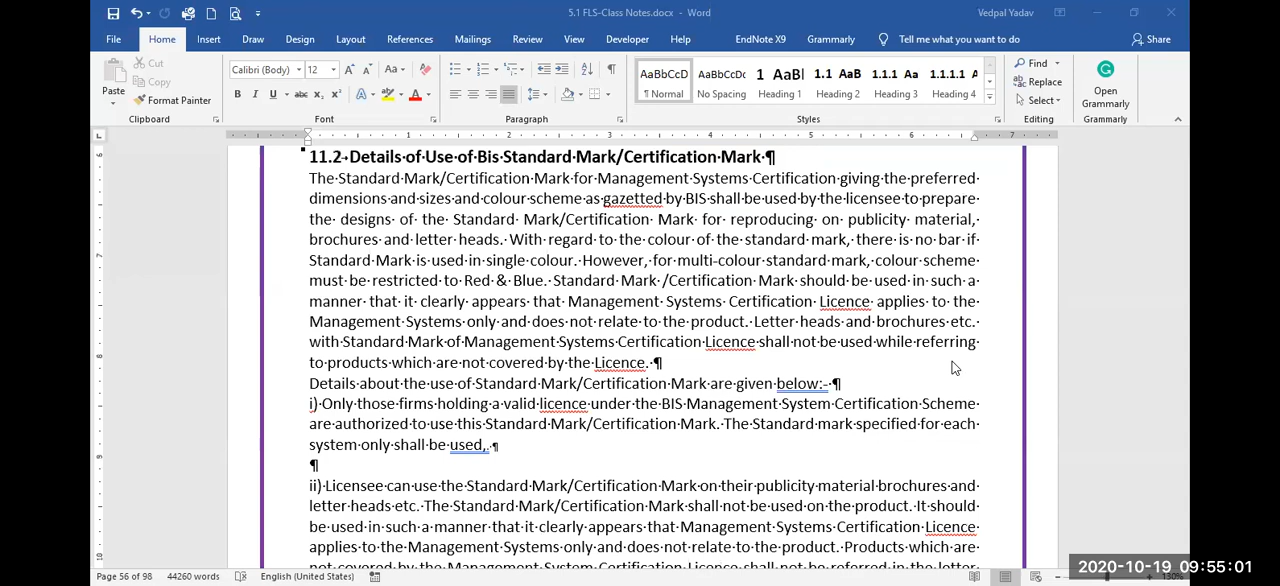 5.1 FLS-Class Notes.docx - Word
Vedpal Yadav
File Home Insert Draw Design Layout References Mailings Review View Developer Help EndNote X9 Grammarly Tell me what you want to do Share
Cut
Copy
Format Painter
Paste
Calibri (Body) 12
AaBbCcD AaBbCcDc 1 AaBl 1.1 AaB 1.1.1 Aa 1.1.1.1 A
¶ Normal No Spacing Heading 1 Heading 2 Heading 3 Heading 4
Find
Replace
Select
Open
Grammarly
Clipboard Font Paragraph Styles Editing Grammarly
11.2 Details of Use of Bis Standard Mark/Certification Mark ¶
The Standard Mark/Certification Mark for Management Systems Certification giving the preferred
dimensions and sizes and colour scheme as gazetted by BIS shall be used by the licensee to prepare
the designs of the Standard Mark/Certification Mark for reproducing on publicity material,
brochures and letter heads. With regard to the colour of the standard mark, there is no bar if
Standard Mark is used in single colour. However, for multi-colour standard mark, colour scheme
must be restricted to Red & Blue. Standard Mark /Certification Mark should be used in such a
manner that it clearly appears that Management Systems Certification Licence applies to the
Management Systems only and does not relate to the product. Letter heads and brochures etc.
with Standard Mark of Management Systems Certification Licence shall not be used while referring
to products which are not covered by the Licence. ¶
Details about the use of Standard Mark/Certification Mark are given below:- ¶
i) Only those firms holding a valid licence under the BIS Management System Certification Scheme
are authorized to use this Standard Mark/Certification Mark. The Standard mark specified for each
system only shall be used,. ¶
¶
ii) Licensee can use the Standard Mark/Certification Mark on their publicity material brochures and
letter heads etc. The Standard Mark/Certification Mark shall not be used on the product. It should
be used in such a manner that it clearly appears that Management Systems Certification Licence
applies to the Management Systems only and does not relate to the product. Products which are
not covered by the Management Systems Certification shall not be referred in the letter
Page 56 of 98 44260 words English (United States) 130%
2020-10-19 09:55:01